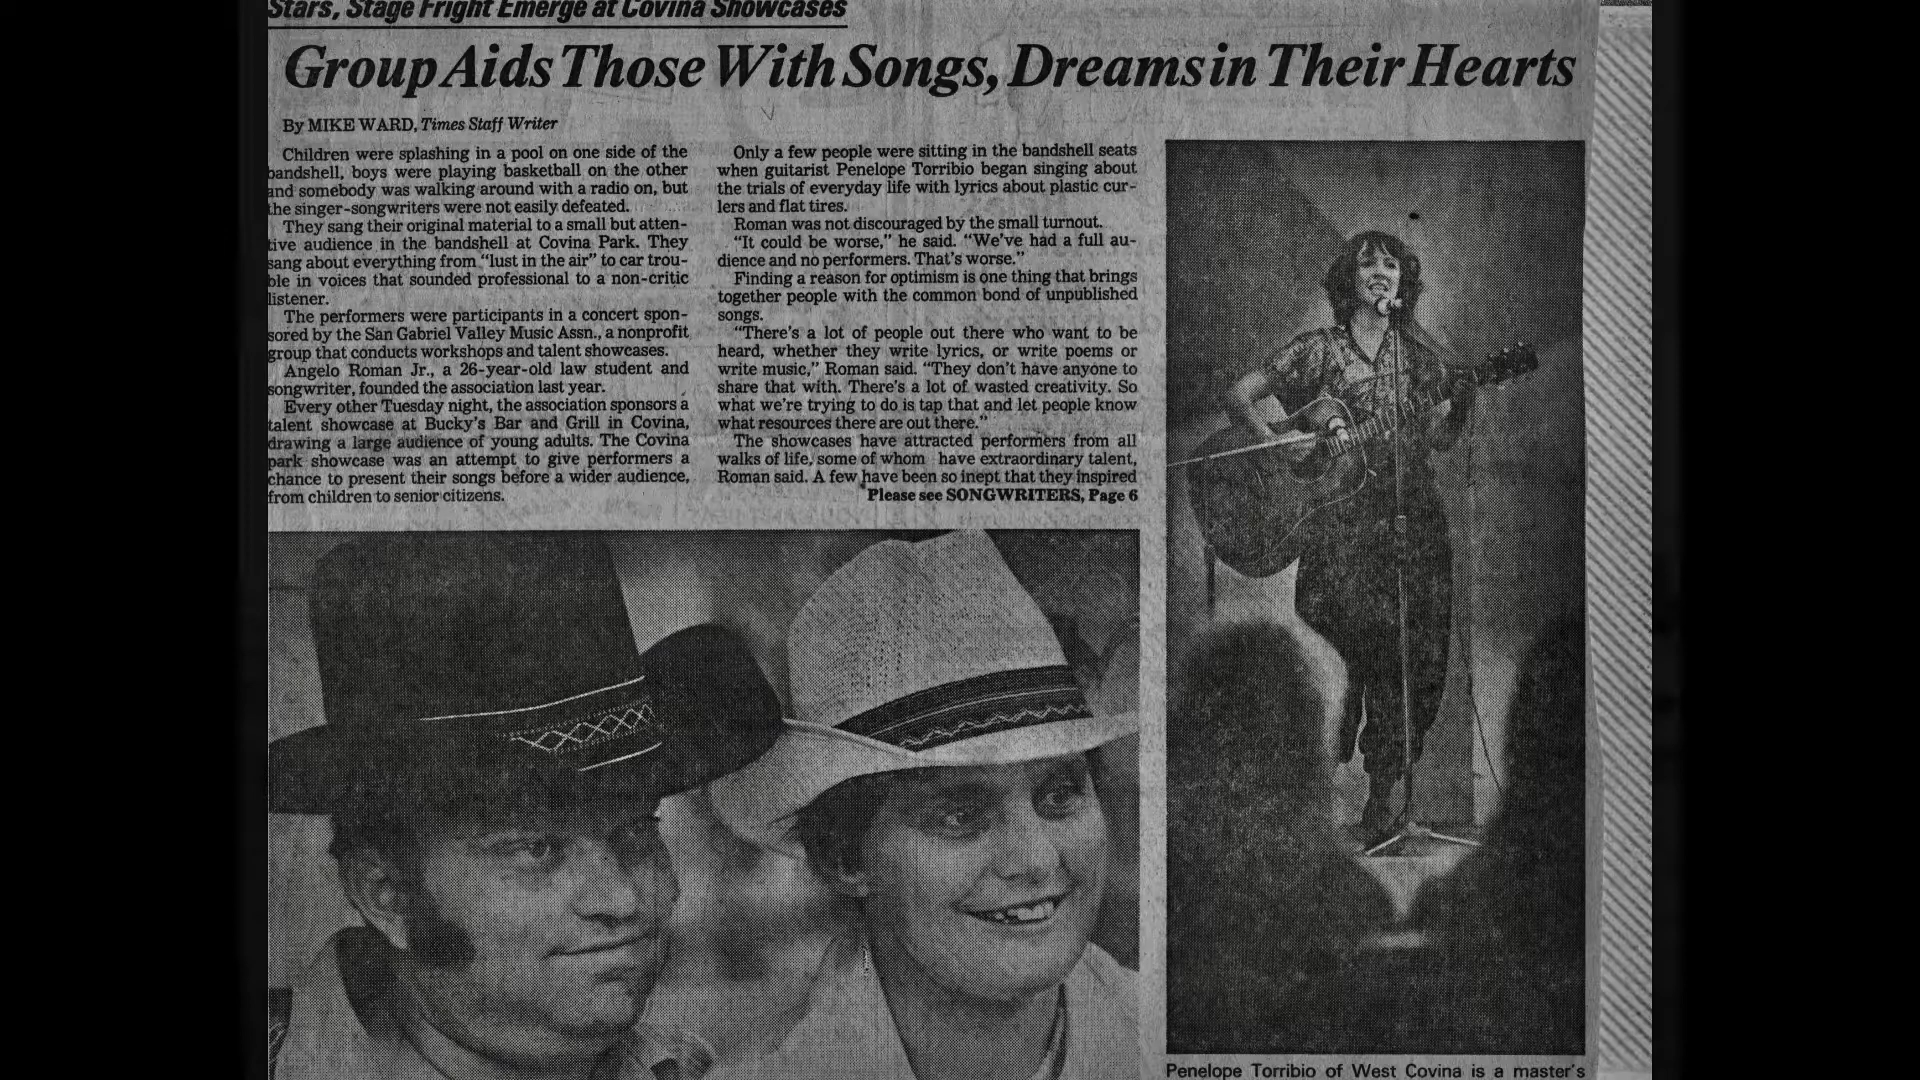 Stars, Stage Fright Emerge at Covina Showcases
Group Aids Those With Songs, Dreams in Their Hearts
By MIKE WARD, Times Staff Writer
Children were splashing in a pool on one side of the
bandshell, boys were playing basketball on the other
and somebody was walking around with a radio on, but
the singer-songwriters were not easily defeated.
They sang their original material to a small but atten-
tive audience in the bandshell at Covina Park. They
sang about everything from "lust in the air" to car trou-
ble in voices that sounded professional to a non-critic
listener.
The performers were participants in a concert spon-
sored by the San Gabriel Valley Music Assn., a nonprofit
group that conducts workshops and talent showcases.
Angelo Roman Jr., a 26-year-old law student and
songwriter, founded the association last year.
Every other Tuesday night, the association sponsors a
talent showcase at Bucky's Bar and Grill in Covina,
drawing a large audience of young adults. The Covina
park showcase was an attempt to give performers a
chance to present their songs before a wider audience,
from children to senior citizens.
Only a few people were sitting in the bandshell seats
when guitarist Penelope Torribio began singing about
the trials of everyday life with lyrics about plastic cur-
lers and flat tires.
Roman was not discouraged by the small turnout.
"It could be worse," he said. "We've had a full au-
dience and no performers. That's worse."
Finding a reason for optimism is one thing that brings
together people with the common bond of unpublished
songs.
"There's a lot of people out there who want to be
heard, whether they write lyrics, or write poems or
write music," Roman said. "They don't have anyone to
share that with. There's a lot of wasted creativity. So
what we're trying to do is tap that and let people know
what resources there are out there."
The showcases have attracted performers from all
walks of life, some of whom have extraordinary talent,
Roman said. A few have been so inept that they inspired
Please see SONGWRITERS, Page 6
Penelope Torribio of West Covina is a master's